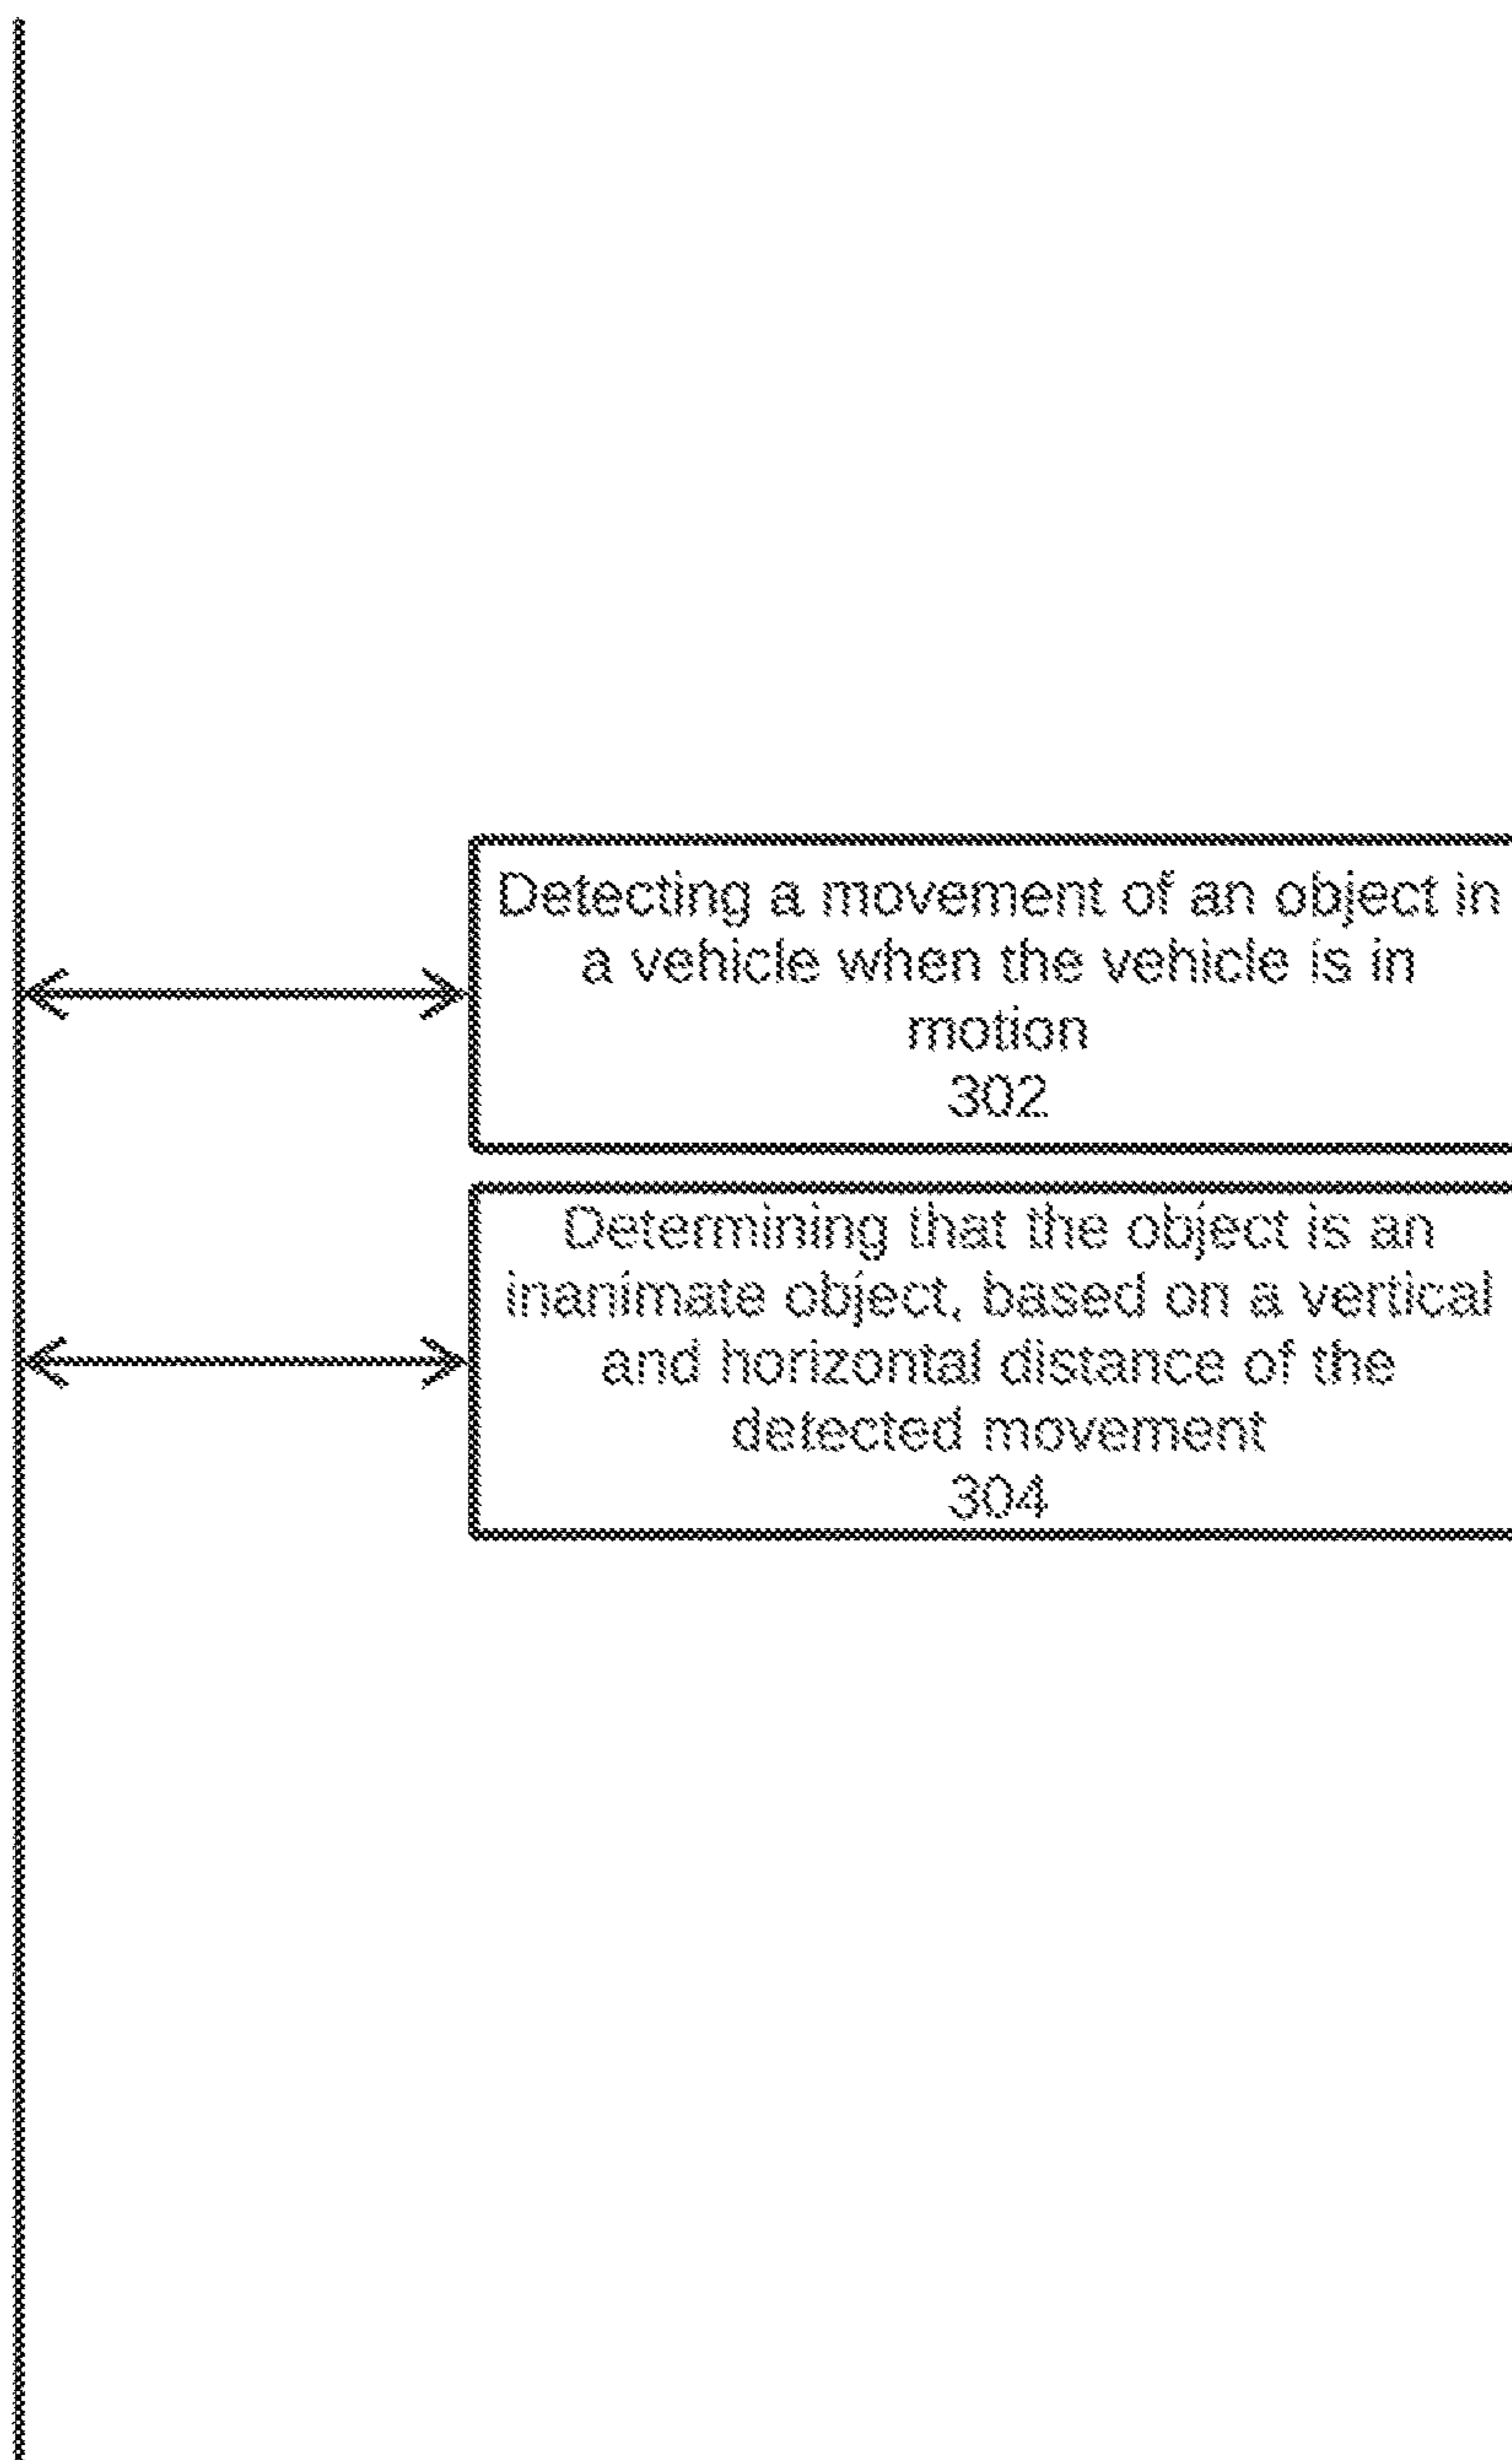 Detecting a movement of an object in
a vehicle when the vehicle is in
motion
302
Determining that the object is an
inanimate object, based on a vertical
and horizontal distance of the
detected movement
304